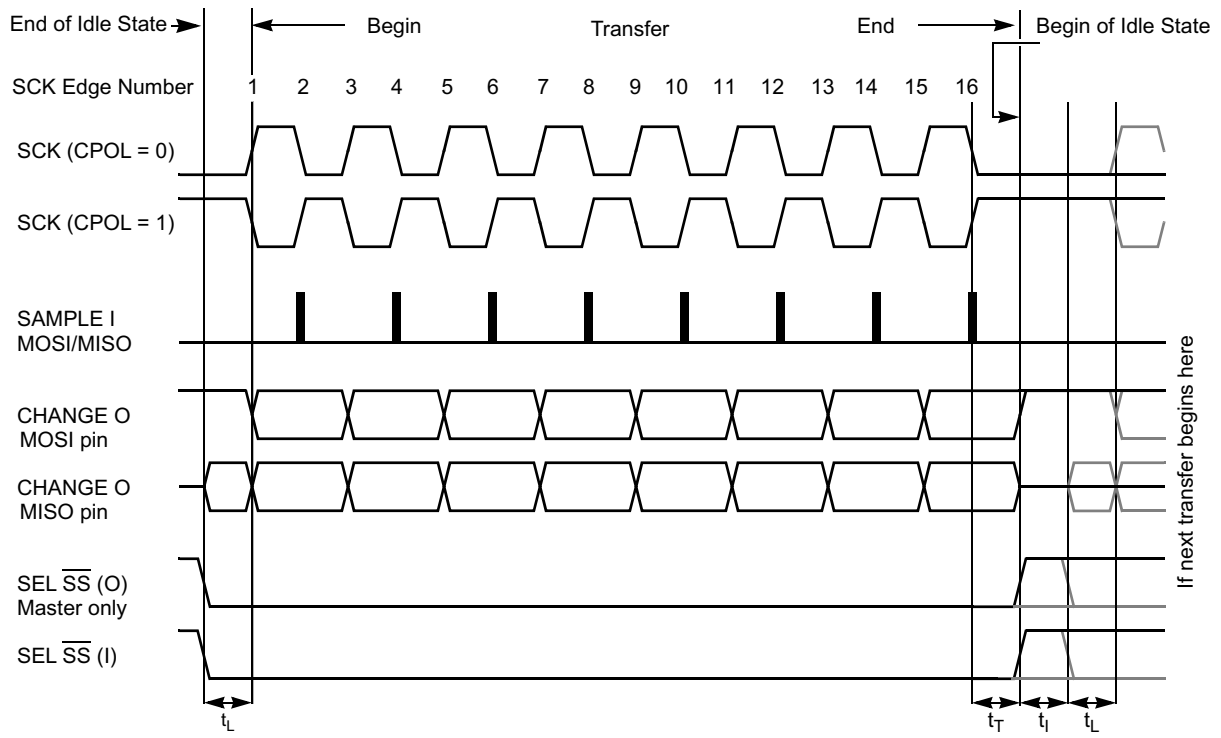 End of Idle State
Begin
Transfer
End
Begin of Idle State
SCK Edge Number
1 2 3 4 5 6 7 8 9 10 11 12 13 14 15 16
SCK (CPOL = 0)
SCK (CPOL = 1)
SAMPLE I
MOSI/MISO
CHANGE O
MOSI pin
CHANGE O
MISO pin
SEL SS (O)
Master only
SEL SS (I)
tL
tT
tI
tL
If next transfer begins here